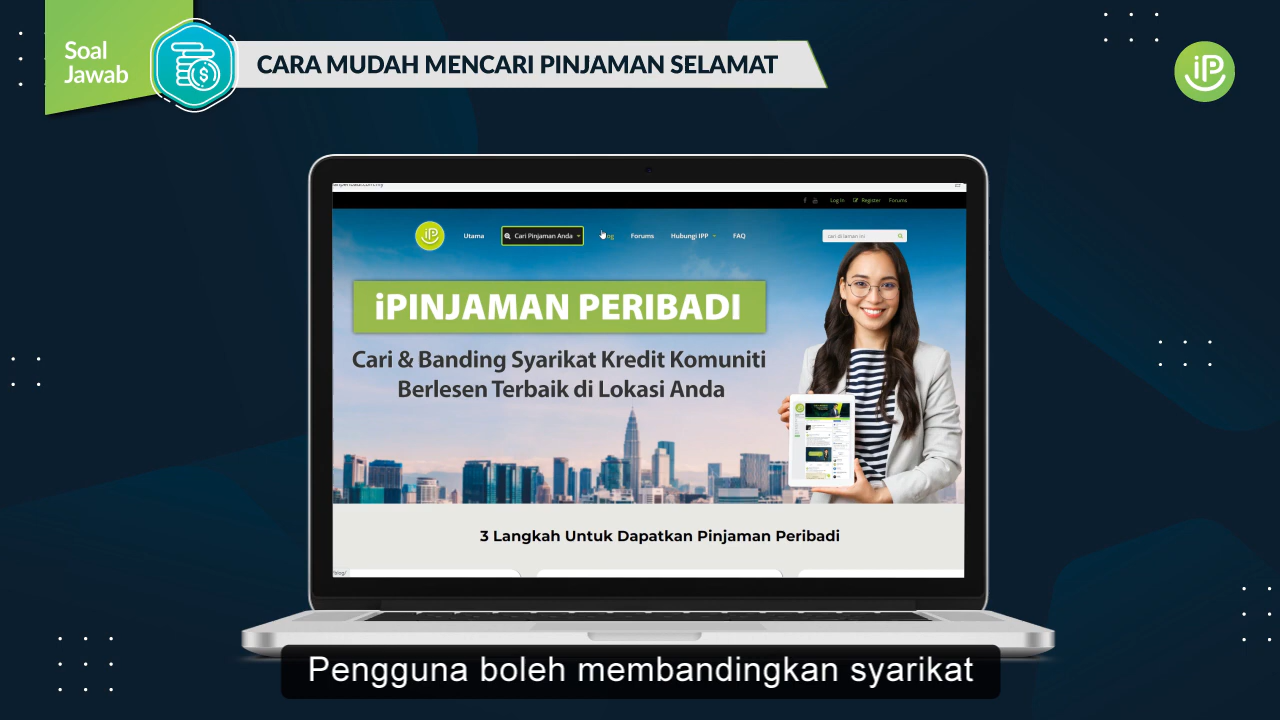 Soal
Jawab
CARA MUDAH MENCARI PINJAMAN SELAMAT
iP
Log In
Register
Forums
iP
Utama
Cari Pinjaman Anda
Forums
Hubungi IPP
FAQ
cari di laman ini
iPINJAMAN PERIBADI
Cari & Banding Syarikat Kredit Komuniti
Berlesen Terbaik di Lokasi Anda
3 Langkah Untuk Dapatkan Pinjaman Peribadi
Pengguna boleh membandingkan syarikat